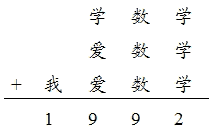 学 数 学
爱 数 学
+ 我 爱 数 学
1 9 9 2